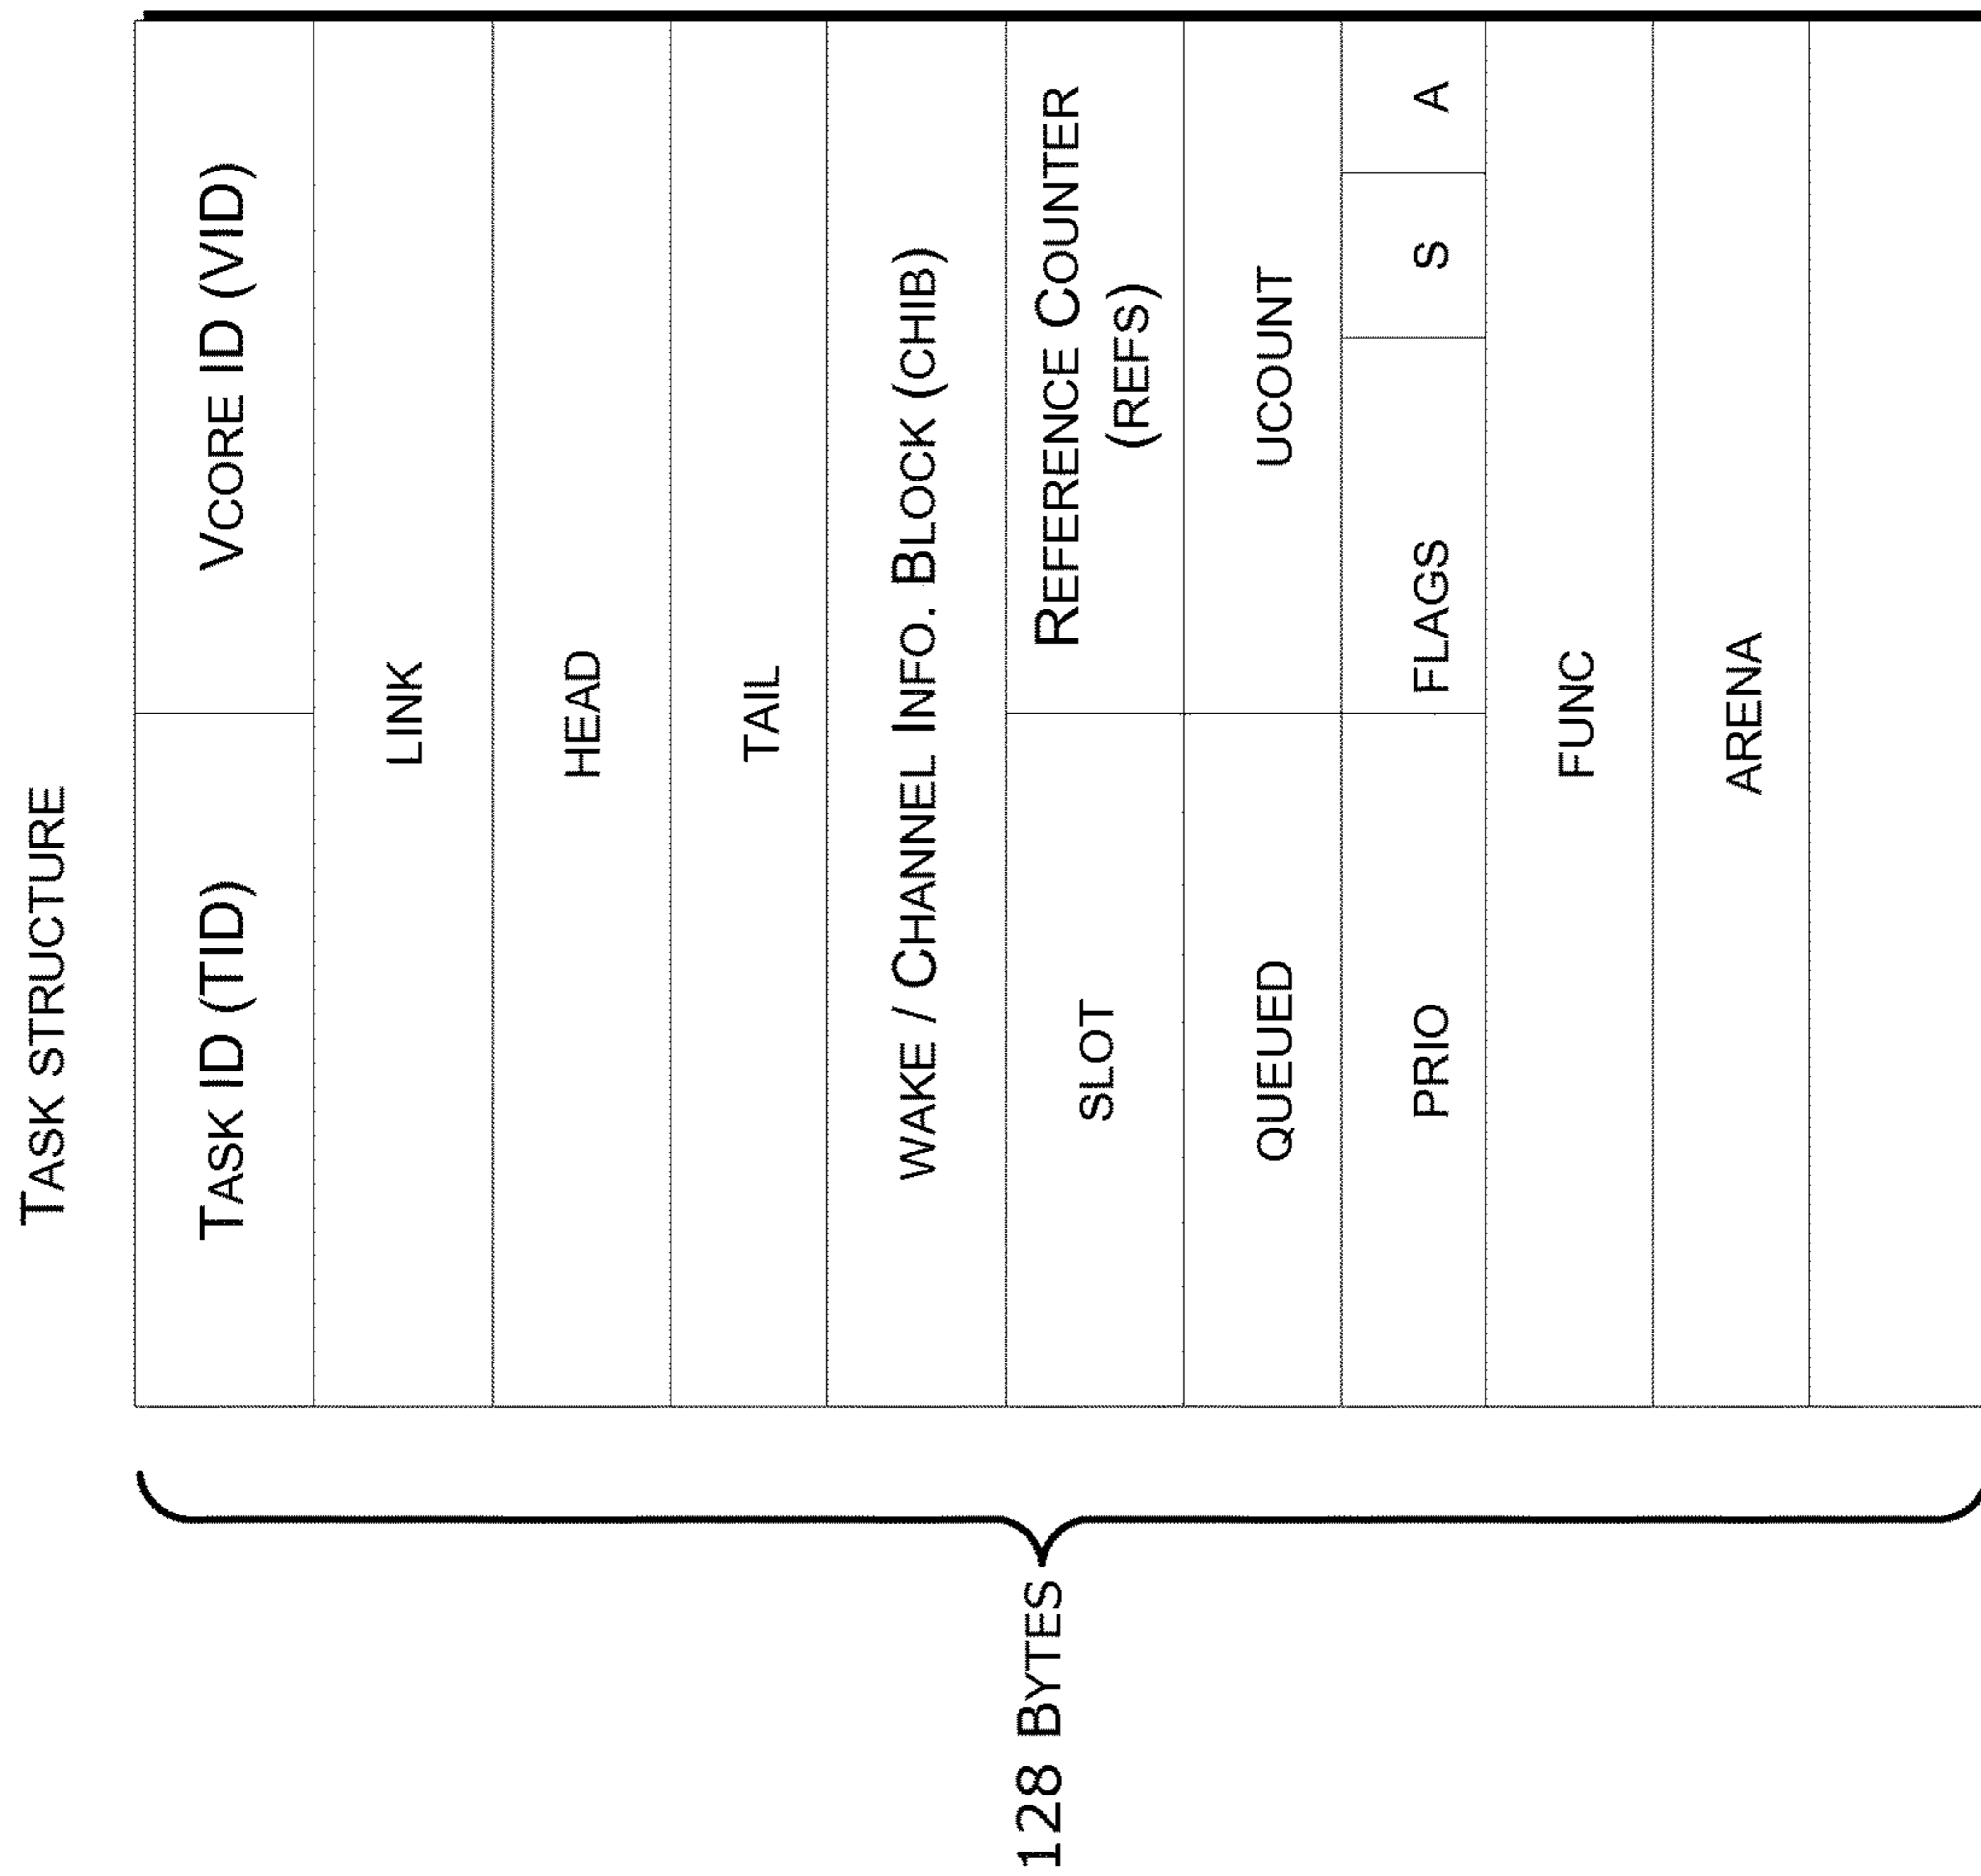 TASK STRUCTURE
TASK ID (TID)
VCORE ID (VID)
LINK
HEAD
TAIL
WAKE / CHANNEL INFO. BLOCK (CHIB)
SLOT
REFERENCE COUNTER
(REFS)
QUEUED
UCOUNT
PRIO
FLAGS
S
A
FUNC
ARENA
128 BYTES